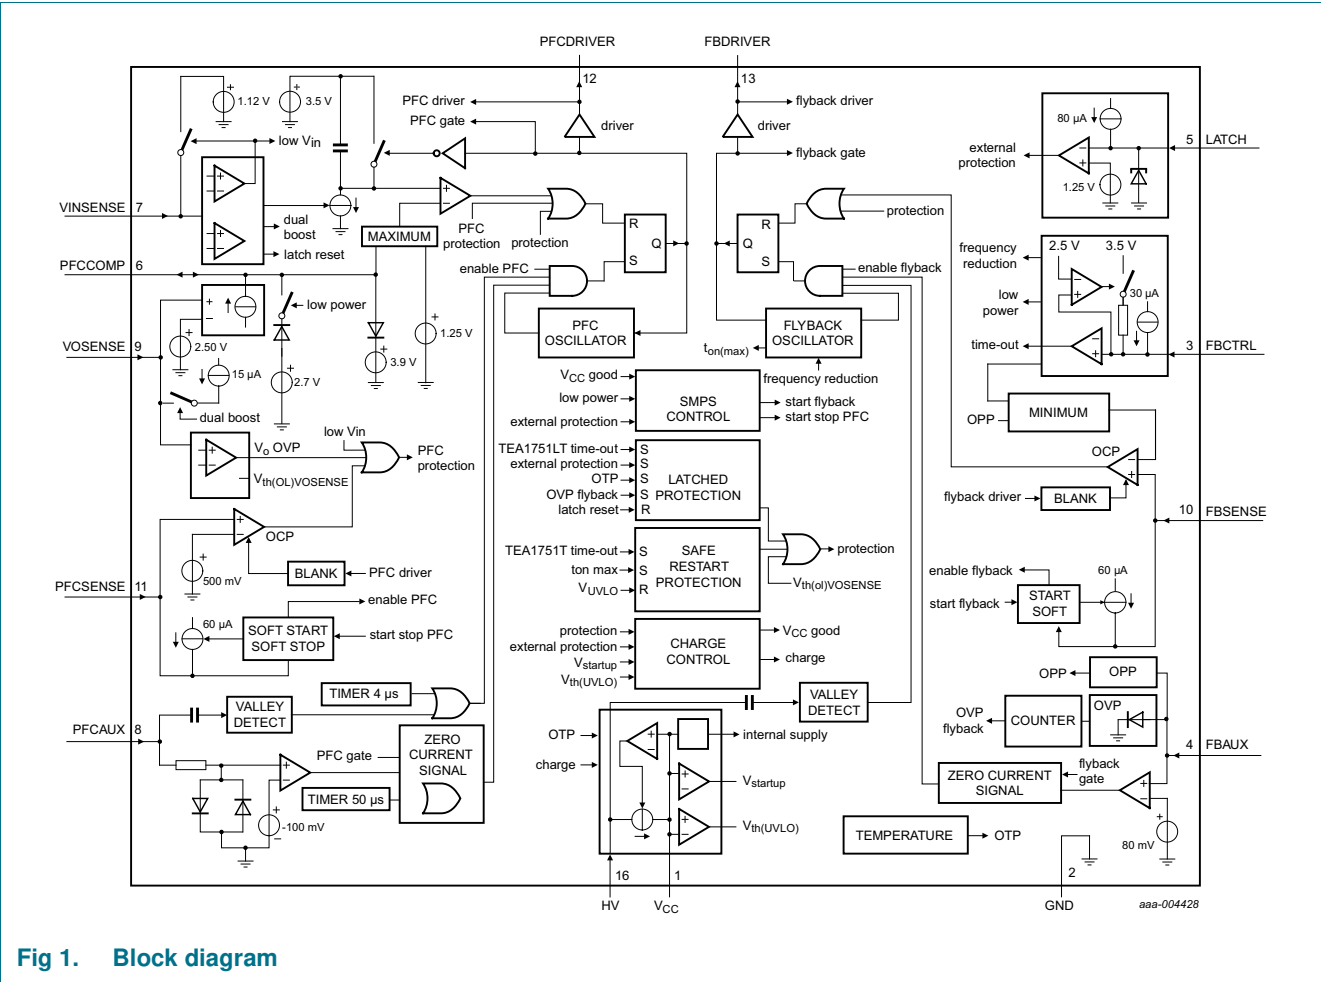 PFCDRIVER
FBDRIVER
12
13
1.12 V
3.5 V
PFC driver
PFC gate
driver
flyback driver
driver
flyback gate
low Vin
80 µA
external
protection
1.25 V
5 LATCH
VINSENSE 7
dual
boost
latch reset
MAXIMUM
PFC
protection
protection
R
Q
S
R
Q
S
protection
PFCCOMP 6
enable PFC
enable flyback
frequency
reduction
2.5 V
3.5 V
30 µA
low
power
time-out
3 FBCTRL
low power
2.50 V
VOSENSE 9
15 µA
2.7 V
3.9 V
1.25 V
dual boost
PFC
OSCILLATOR
FLYBACK
OSCILLATOR
ton(max)
frequency reduction
VCC good
low power
external protection
SMPS
CONTROL
start flyback
start stop PFC
OPP
MINIMUM
low Vin
Vo OVP
Vth(OL)VOSENSE
PFC
protection
TEA1751LT time-out
external protection
OTP
OVP flyback
latch reset
S
S
S
S
R
LATCHED
PROTECTION
OCP
flyback driver
BLANK
10 FBSENSE
OCP
500 mV
BLANK
PFC driver
PFCSENSE 11
enable PFC
60 µA
SOFT START
SOFT STOP
start stop PFC
TEA1751T time-out
ton max
VUVLO
S
S
R
SAFE
RESTART
PROTECTION
protection
Vth(ol)VOSENSE
enable flyback
start flyback
START
SOFT
60 µA
protection
external protection
Vstartup
Vth(UVLO)
CHARGE
CONTROL
VCC good
charge
OPP
OPP
TIMER 4 µs
VALLEY
DETECT
VALLEY
DETECT
OVP
flyback
COUNTER
OVP
PFCAUX 8
4 FBAUX
PFC gate
ZERO
CURRENT
SIGNAL
TIMER 50 µs
-100 mV
OTP
charge
internal supply
Vstartup
Vth(UVLO)
ZERO CURRENT
SIGNAL
flyback
gate
80 mV
TEMPERATURE
OTP
16
1
2
HV
VCC
GND
aaa-004428
Fig 1. Block diagram